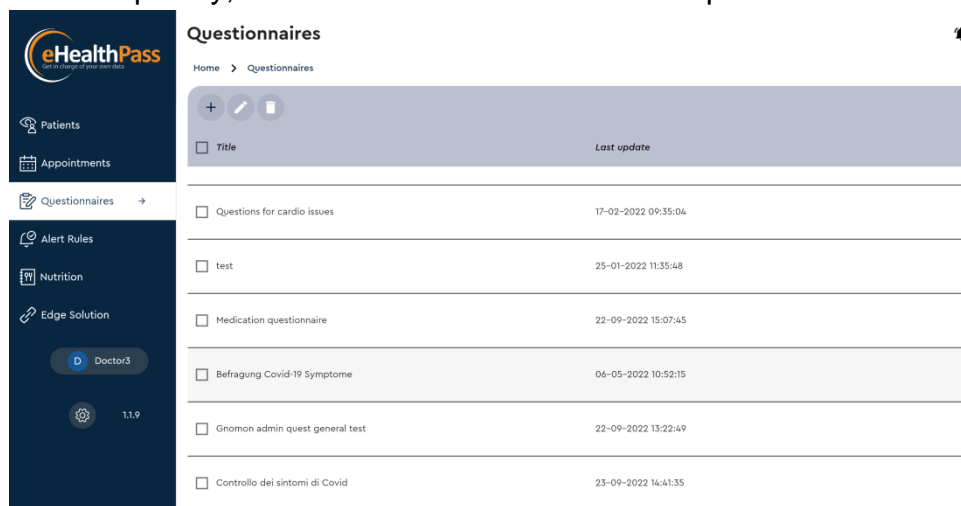 Questionnaires
eHealthPass
Get in charge of your own data
Home > Questionnaires
Patients
Title Last update
Appointments
Questionnaires →
Questions for cardio issues 17-02-2022 09:35:04
Alert Rules
test 25-01-2022 11:35:48
Nutrition
Edge Solution
Medication questionnaire 22-09-2022 15:07:45
D Doctor3
Befragung Covid-19 Symptome 06-05-2022 10:52:15
1.1.9
Gnomon admin quest general test 22-09-2022 13:22:49
Controllo dei sintomi di Covid 23-09-2022 14:41:35